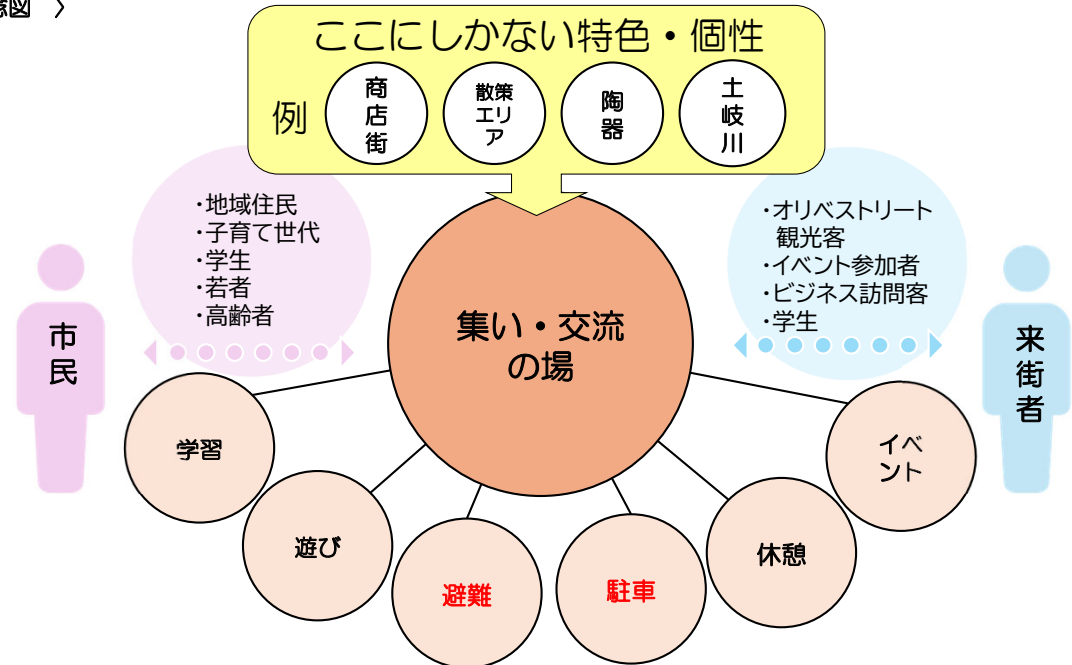 図 〉
ここにしかない特色・個性
例
商
店
街
散策
エリ
ア
陶
器
土
岐
川
・地域住民
・子育て世代
・学生
・若者
・高齢者
・オリベストリート
観光客
・イベント参加者
・ビジネス訪問客
・学生
市
民
来
街
者
集い・交流
の場
学習
遊び
避難
駐車
休憩
イベ
ント